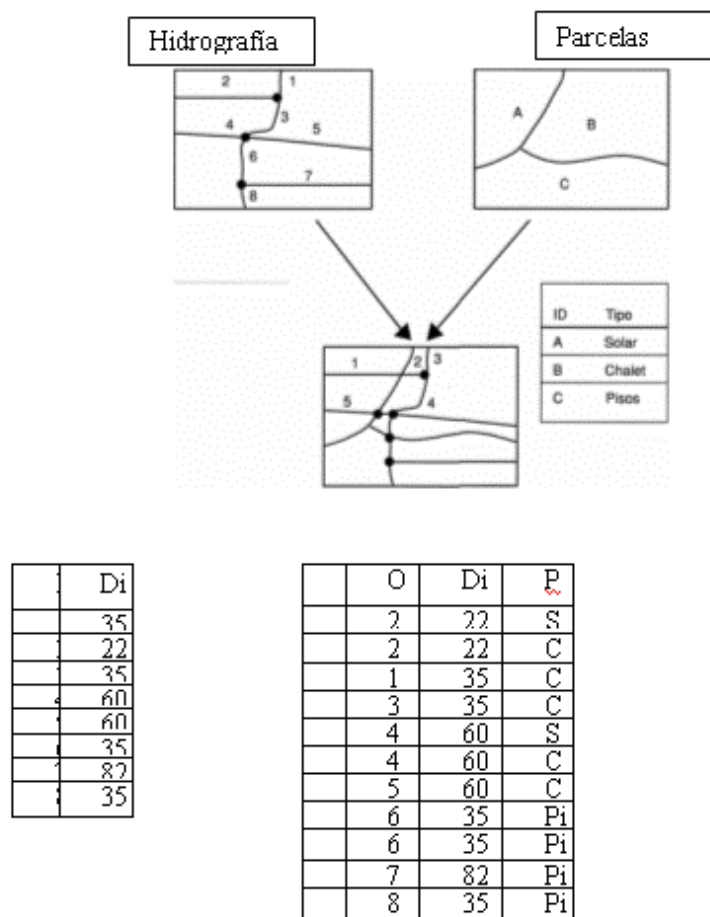 Hidrografía
Parcelas
2 1
3
4 5
6
7
8
A
B
C
ID Tipo
A Solar
B Chalet
C Pisos
1 2 3
5 4
Di
35
22
35
60
60
35
82
35
O Di P
2 22 S
2 22 C
1 35 C
3 35 C
4 60 S
4 60 C
5 60 C
6 35 Pi
6 35 Pi
7 82 Pi
8 35 Pi